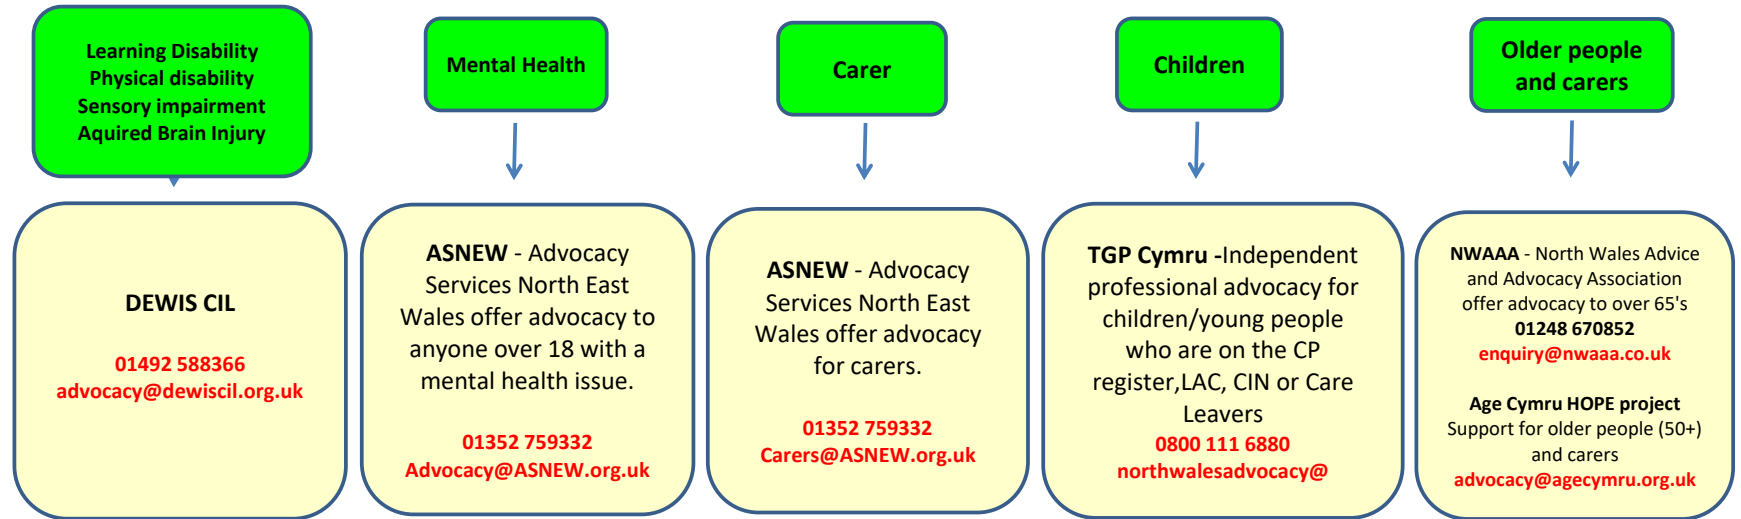 Learning Disability
Physical disability
Sensory impairment
Aquired Brain Injury
DEWIS CIL
01492 588366
advocacy@dewiscil.org.uk
Mental Health
ASNEW - Advocacy
Services North East
Wales offer advocacy to
anyone over 18 with a
mental health issue.
01352 759332
Advocacy@ASNEW.org.uk
Carer
ASNEW - Advocacy
Services North East
Wales offer advocacy
for carers.
01352 759332
Carers@ASNEW.org.uk
Children
TGP Cymru -Independent
professional advocacy for
children/young people
who are on the CP
register,LAC, CIN or Care
Leavers
0800 111 6880
northwalesadvocacy@
Older people
and carers
NWAAA - North Wales Advice
and Advocacy Association
offer advocacy to over 65's
01248 670852
enquiry@nwaaa.co.uk
Age Cymru HOPE project
Support for older people (50+)
and carers
advocacy@agecymru.org.uk